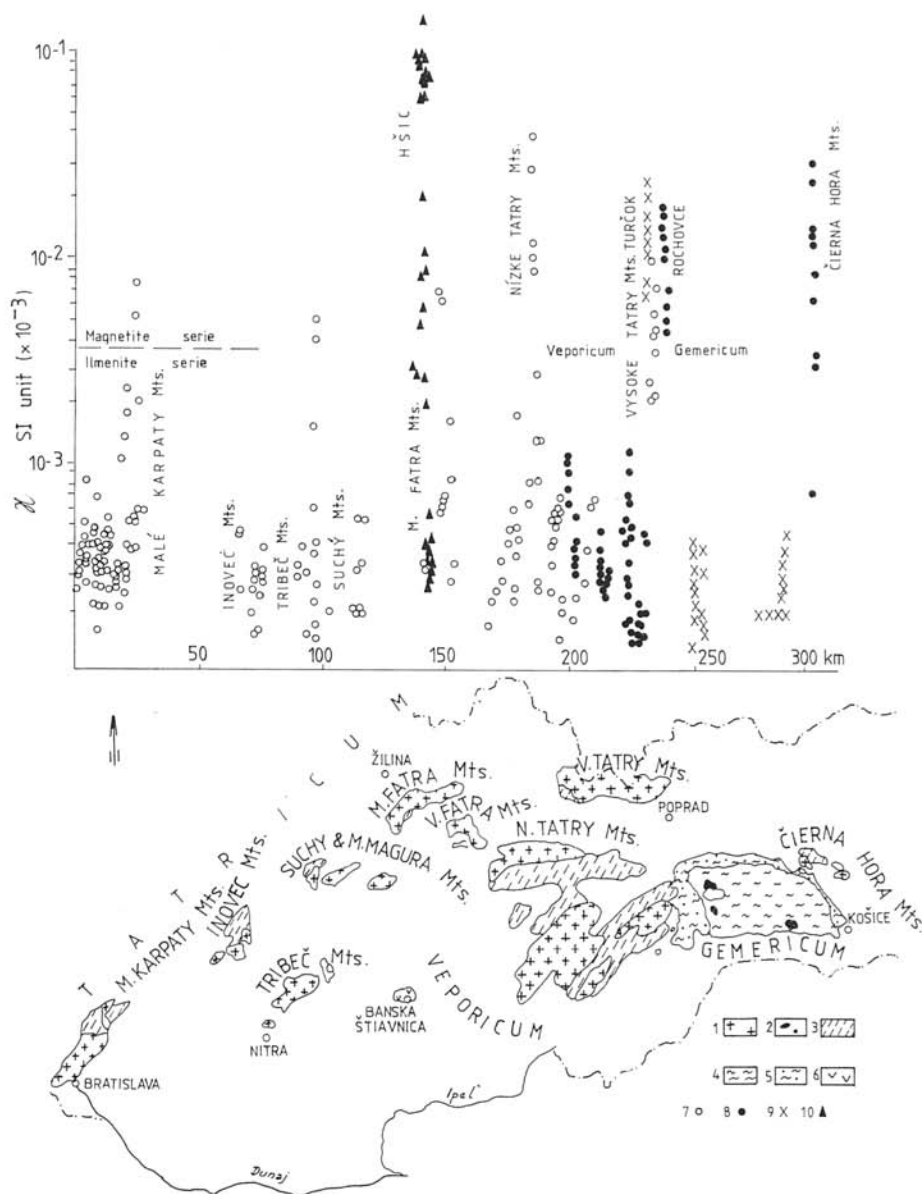 10-1
10-2
10-3
ϰ SI unit (×10⁻³)
Magnetite serie
Ilmenite serie
MALÉ KARPATY Mts.
INOVEČ Mts.
TRIBEČ Mts.
SUCHÝ Mts.
HŠIC
M. FATRA Mts.
NÍZKE TATRY Mts.
Veporicum
VYSOKE TATRY Mts.
TURČOK
ROCHOVCE
Gemericum
ČIERNA HORA Mts.
50
100
150
200
250
300 km
TATRICUM
ŽILINA
M. FATRA Mts.
V. FATRA Mts.
V. TATRY Mts.
POPRAD
N. TATRY Mts.
SUCHY & M. MAGURA Mts.
INOVEC Mts.
M. KARPATY Mts.
TRIBEČ Mts.
NITRA
BANSKA
ŠTIAVNICA
VEPORICUM
ČIERNA HORA Mts.
KOŠICE
GEMERICUM
BRATISLAVA
Ipeľ
Dunaj
1 2 3
4 5 6
7 8 9 10